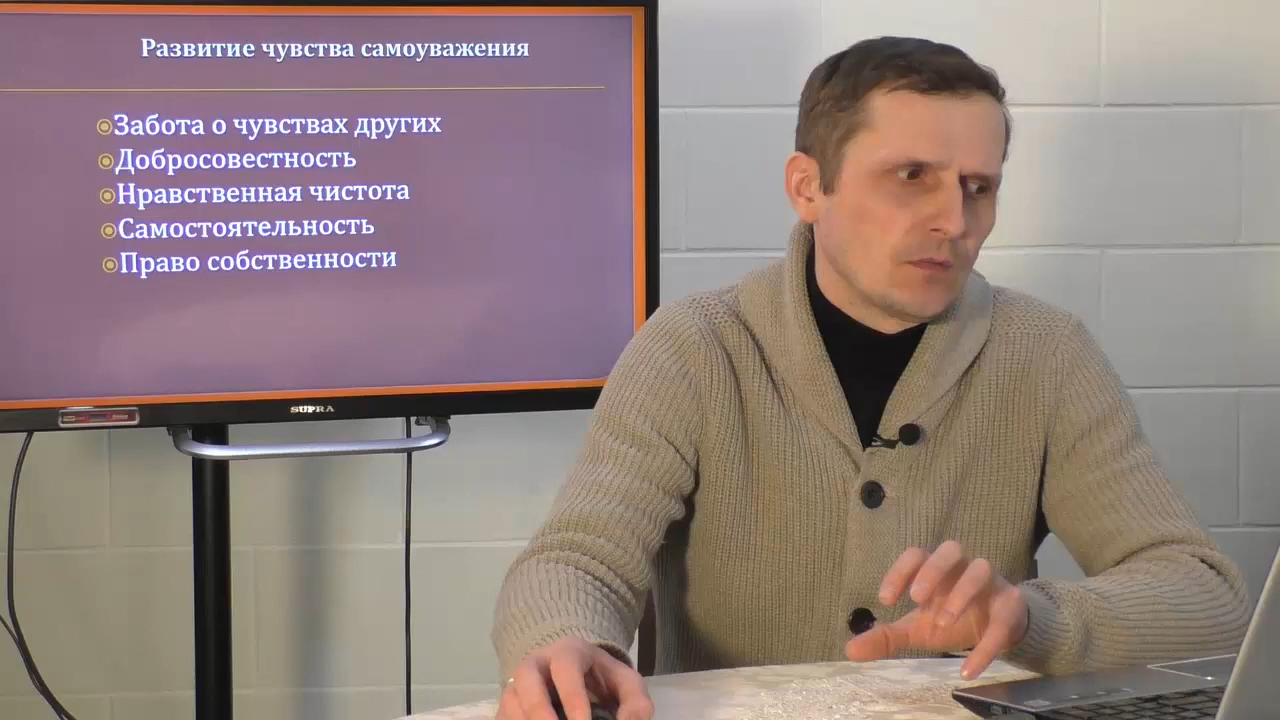 Развитие чувства самоуважения
Забота о чувствах других
Добросовестность
Нравственная чистота
Самостоятельность
Право собственности
SUPRA